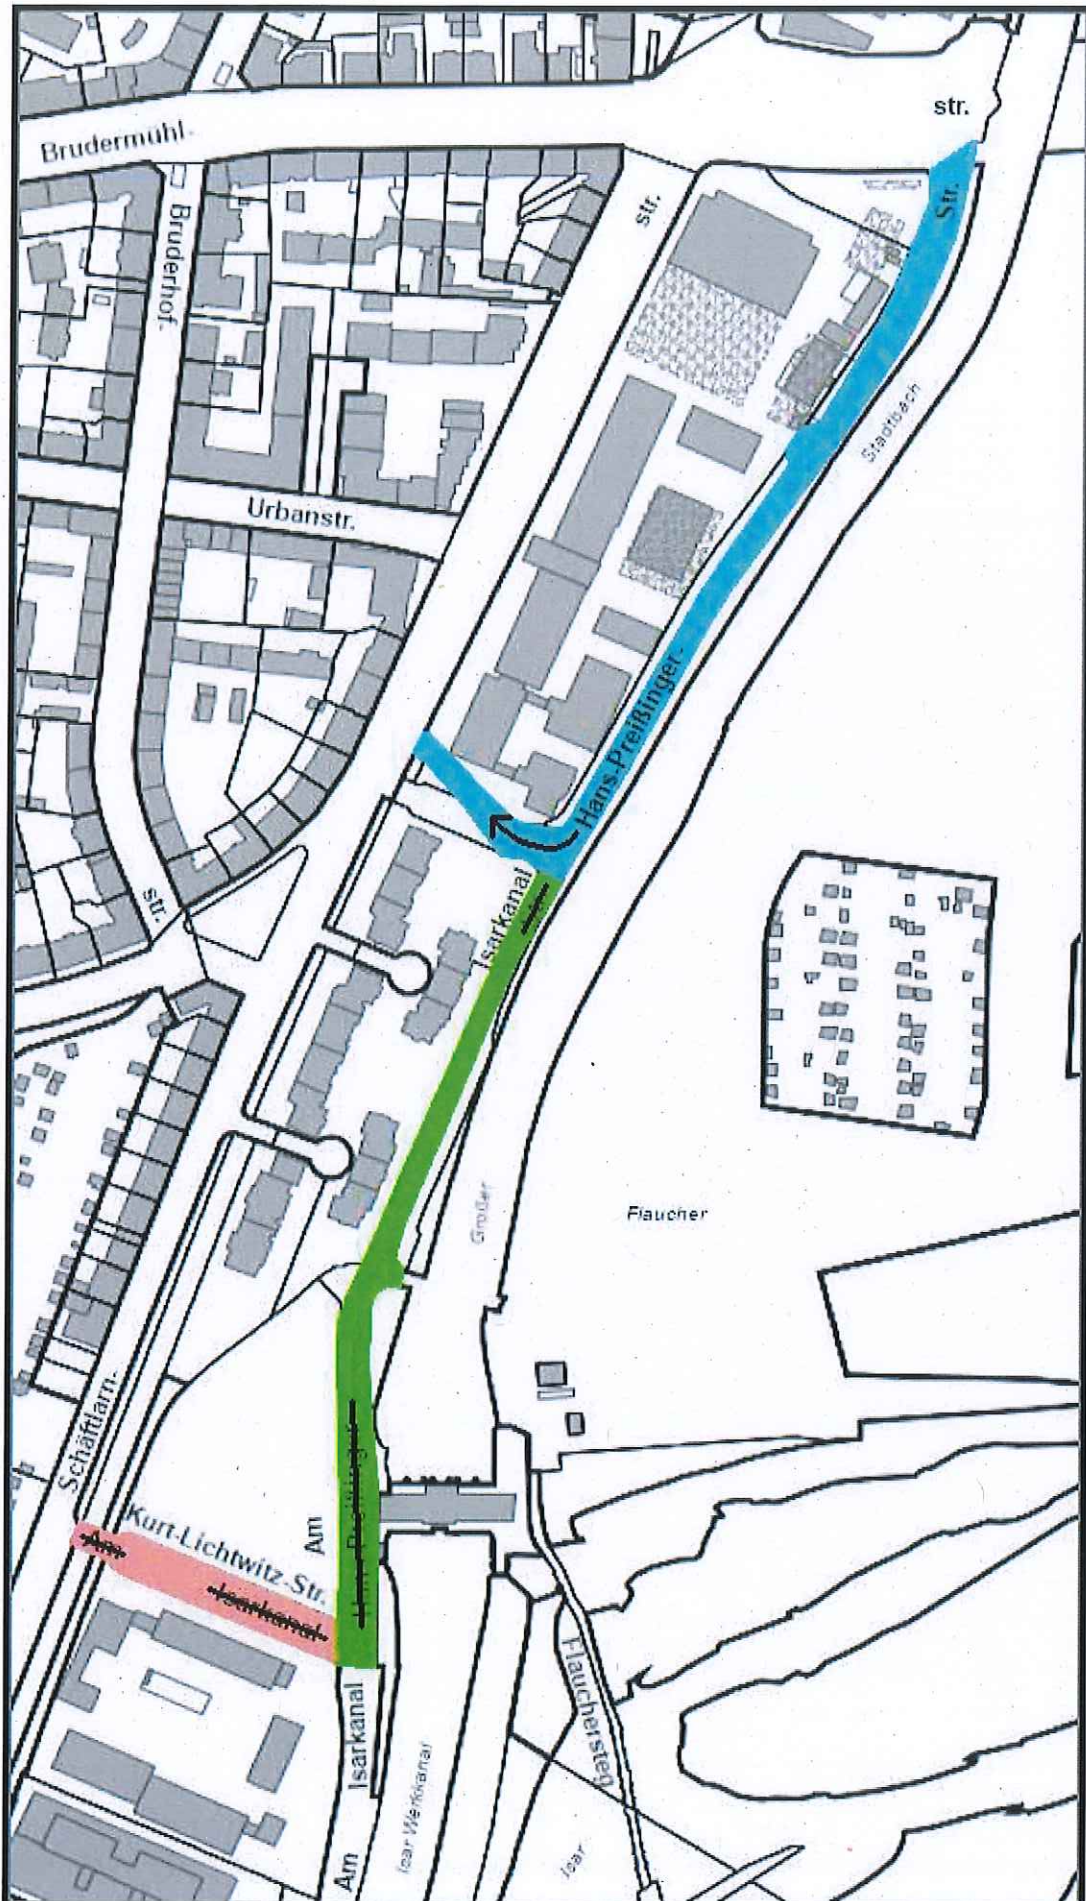 str.
Brudermühl-
Str.
Bruderhof-
str.
Stadtbach
Urbanstr.
Hans-Preißinger-
Isarkanal
str.
Großer
Flaucher
Schäftlarn-
Kurt-Lichtwitz-Str.
Am
Am
Isarkanal
Flauchersteg
Isarkanal
Isar Werkkanal
Isar
Am